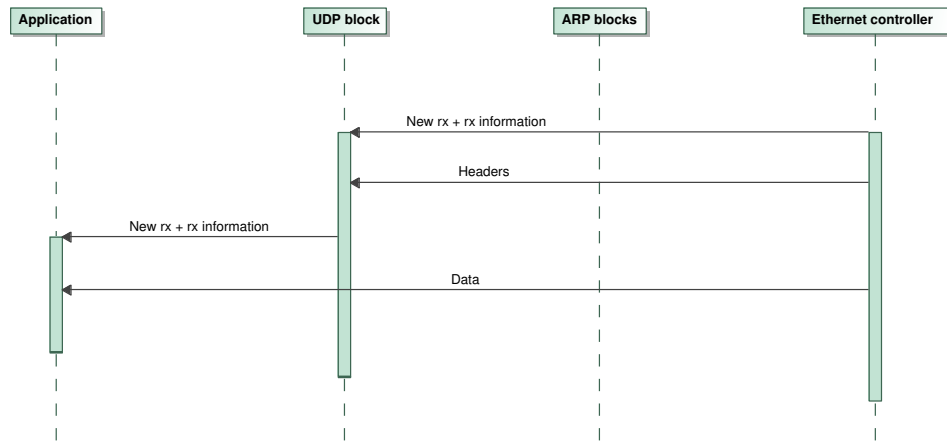 Application
UDP block
ARP blocks
Ethernet controller
New rx + rx information
Headers
New rx + rx information
Data